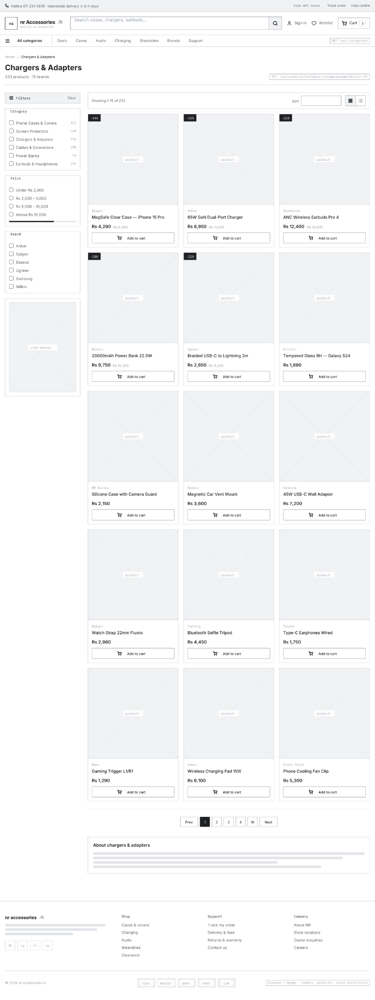 Hotline 011 234 5678 · Islandwide delivery in 2–4 days
Hide API notes Track order Help centre
nr nr Accessories .lk
mobile accessories
Search cases, chargers, earbuds...
Sign in Wishlist Cart 3
All categories Deals Cases Audio Charging Wearables Brands Support
GET /api/categories
Home / Chargers & Adapters
Chargers & Adapters
233 products · 15 brands
GET /api/products?category=chargers&page=1&limit=15
Filters Clear
Category
Phone Cases & Covers 412
Screen Protectors 168
Chargers & Adapters 233
Cables & Connectors 190
Power Banks 74
Earbuds & Headphones 296
Price
Under Rs 2,000
Rs 2,000 – 5,000
Rs 5,000 – 10,000
Above Rs 10,000
Brand
Anker
Spigen
Baseus
Ugreen
Samsung
Nillkin
side banner
Showing 1–15 of 233
Sort
-34% -25% -22%
product product product
Spigen Anker Soundcore
MagSafe Clear Case — iPhone 15 Pro 65W GaN Dual-Port Charger ANC Wireless Earbuds Pro 4
Rs 4,290 Rs 6,500 Rs 8,950 Rs 11,900 Rs 12,400 Rs 15,900
Add to cart Add to cart Add to cart
-20% -22%
product product product
Baseus Ugreen Nillkin
20000mAh Power Bank 22.5W Braided USB-C to Lightning 2m Tempered Glass 9H — Galaxy S24
Rs 9,750 Rs 12,250 Rs 2,650 Rs 3,400 Rs 1,890
Add to cart Add to cart Add to cart
product product product
NR Basics Baseus Samsung
Silicone Case with Camera Guard Magnetic Car Vent Mount 45W USB-C Wall Adapter
Rs 2,150 Rs 3,600 Rs 7,200
Add to cart Add to cart Add to cart
product product product
Spigen Yunteng Oraimo
Watch Strap 22mm Fluoro Bluetooth Selfie Tripod Type-C Earphones Wired
Rs 2,980 Rs 4,450 Rs 1,750
Add to cart Add to cart Add to cart
product product product
Memo Anker Black Shark
Gaming Trigger L1/R1 Wireless Charging Pad 15W Phone Cooling Fan Clip
Rs 1,290 Rs 6,100 Rs 5,300
Add to cart Add to cart Add to cart
Prev 1 2 3 4 16 Next
About chargers & adapters
nr accessories .lk
fb ig tt wa
Shop
Cases & covers
Charging
Audio
Wearables
Clearance
Support
Track my order
Delivery & fees
Returns & warranty
Contact us
Company
About NR
Store locations
Dealer enquiries
Careers
© 2026 nr accessories.lk
visa master amex koko cod
Express + Mongo · orders, products, users collections